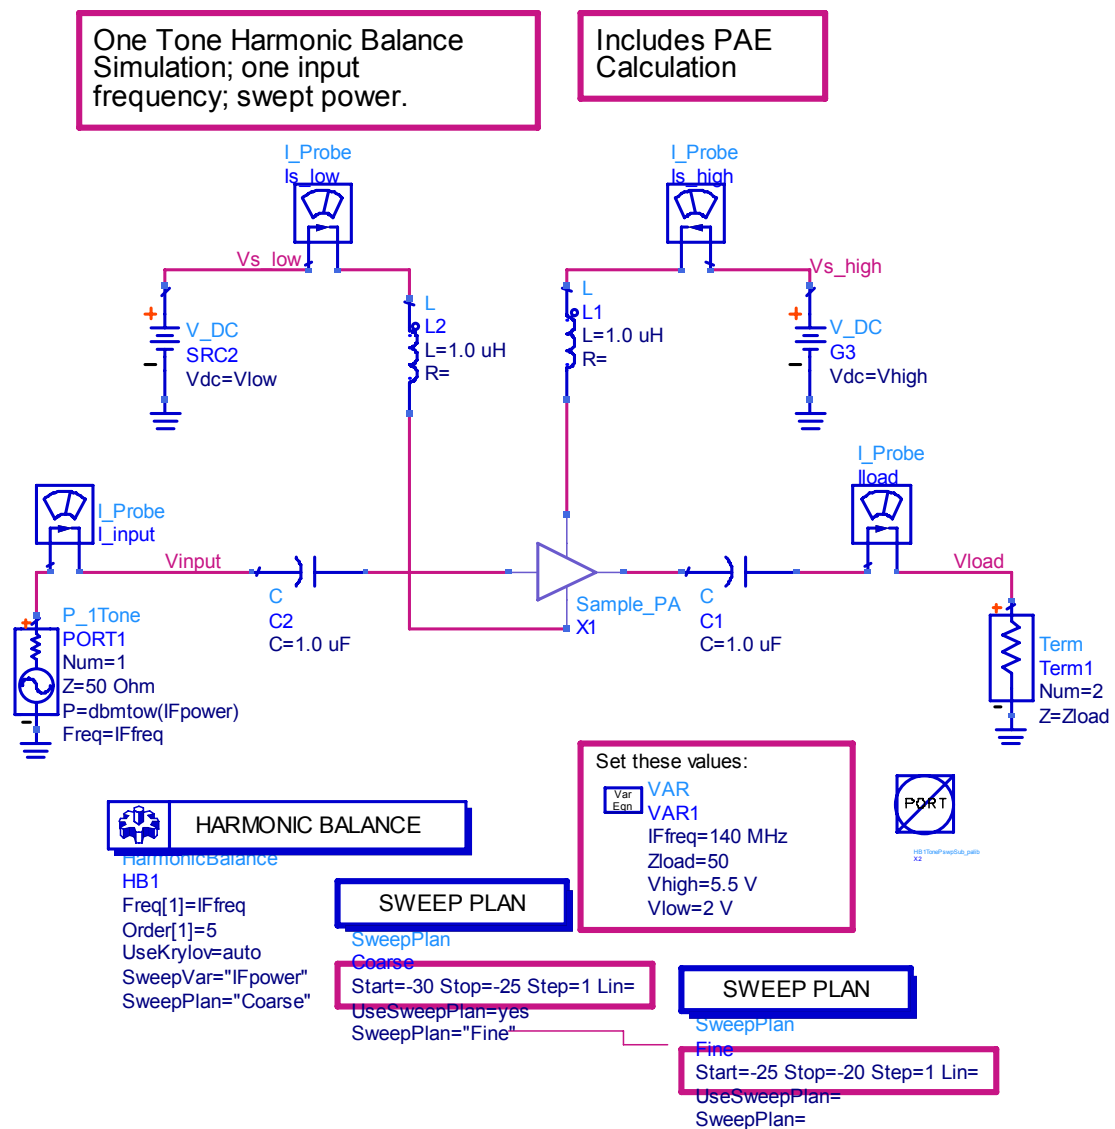 One Tone Harmonic Balance
Simulation; one input
frequency; swept power.
Includes PAE
Calculation
I_Probe
Is_low
I_Probe
Is_high
Vs_low
Vs_high
+
V_DC
SRC2
Vdc=Vlow
L
L2
L=1.0 uH
R=
L
L1
L=1.0 uH
R=
+
V_DC
G3
Vdc=Vhigh
I_Probe
I_input
I_Probe
Iload
Vinput
Vload
+
P_1Tone
PORT1
Num=1
Z=50 Ohm
P=dbmtow(IFpower)
Freq=IFfreq
C
C2
C=1.0 uF
Sample_PA
X1
C
C1
C=1.0 uF
+
Term
Term1
Num=2
Z=Zload
Set these values:
Var
Eqn
VAR
VAR1
IFfreq=140 MHz
Zload=50
Vhigh=5.5 V
Vlow=2 V
PORT
X2
HARMONIC BALANCE
HarmonicBalance
HB1
Freq[1]=IFfreq
Order[1]=5
UseKrylov=auto
SweepVar="IFpower"
SweepPlan="Coarse"
SWEEP PLAN
SweepPlan
Coarse
Start=-30 Stop=-25 Step=1 Lin=
UseSweepPlan=yes
SweepPlan="Fine"
SWEEP PLAN
SweepPlan
Fine
Start=-25 Stop=-20 Step=1 Lin=
UseSweepPlan=
SweepPlan=